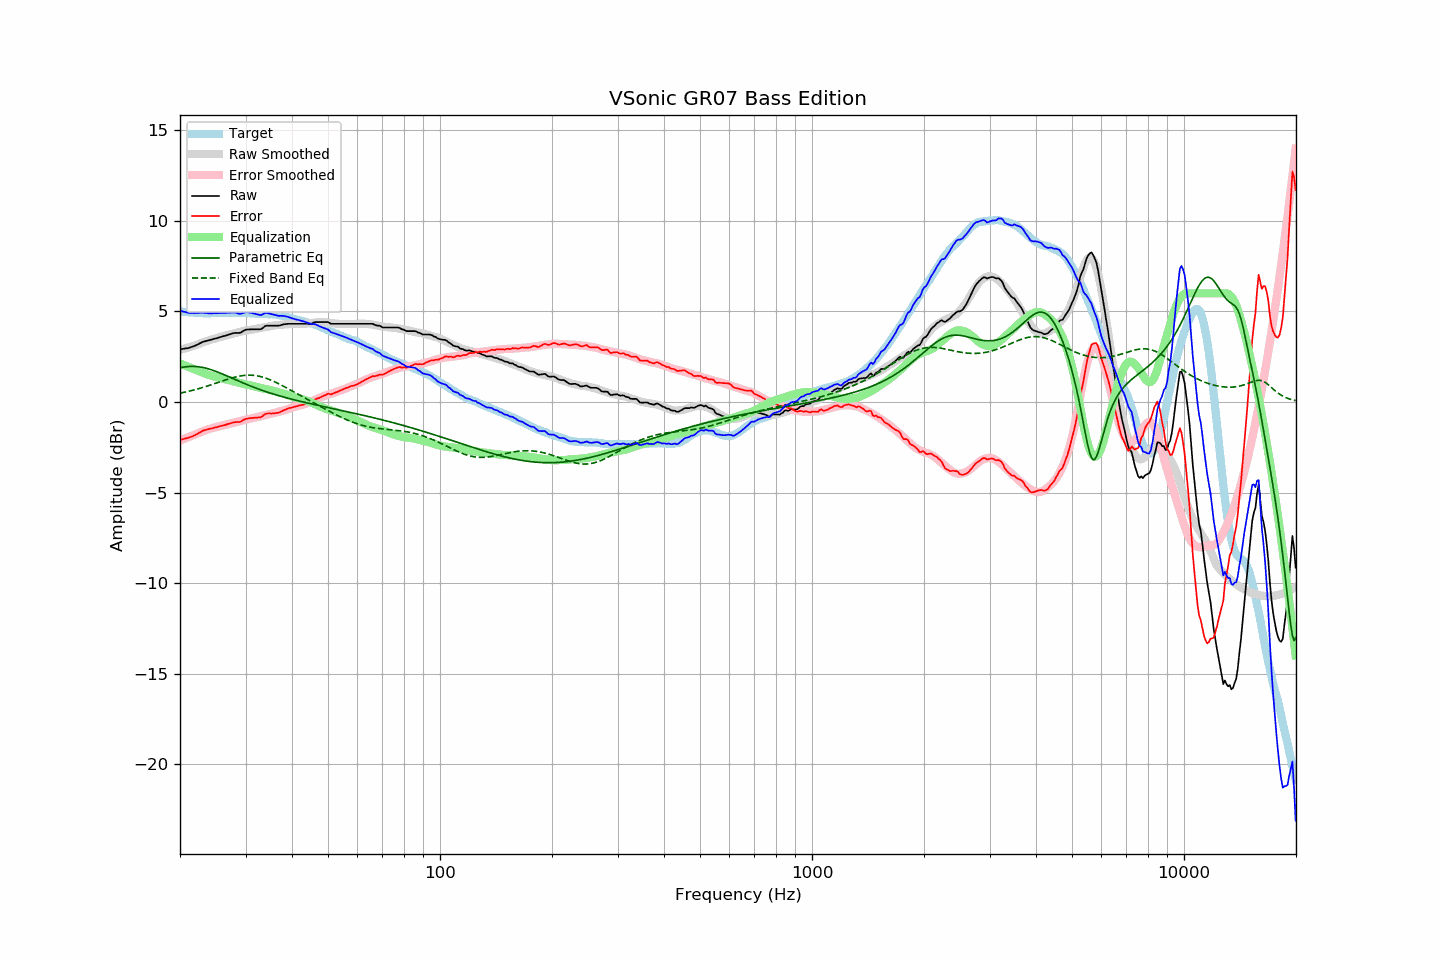 VSonic GR07 Bass Edition
15
10
5
0
−5
−10
−15
−20
Amplitude (dBr)
Target
Raw Smoothed
Error Smoothed
Raw
Error
Equalization
Parametric Eq
Fixed Band Eq
Equalized
100
1000
10000
Frequency (Hz)